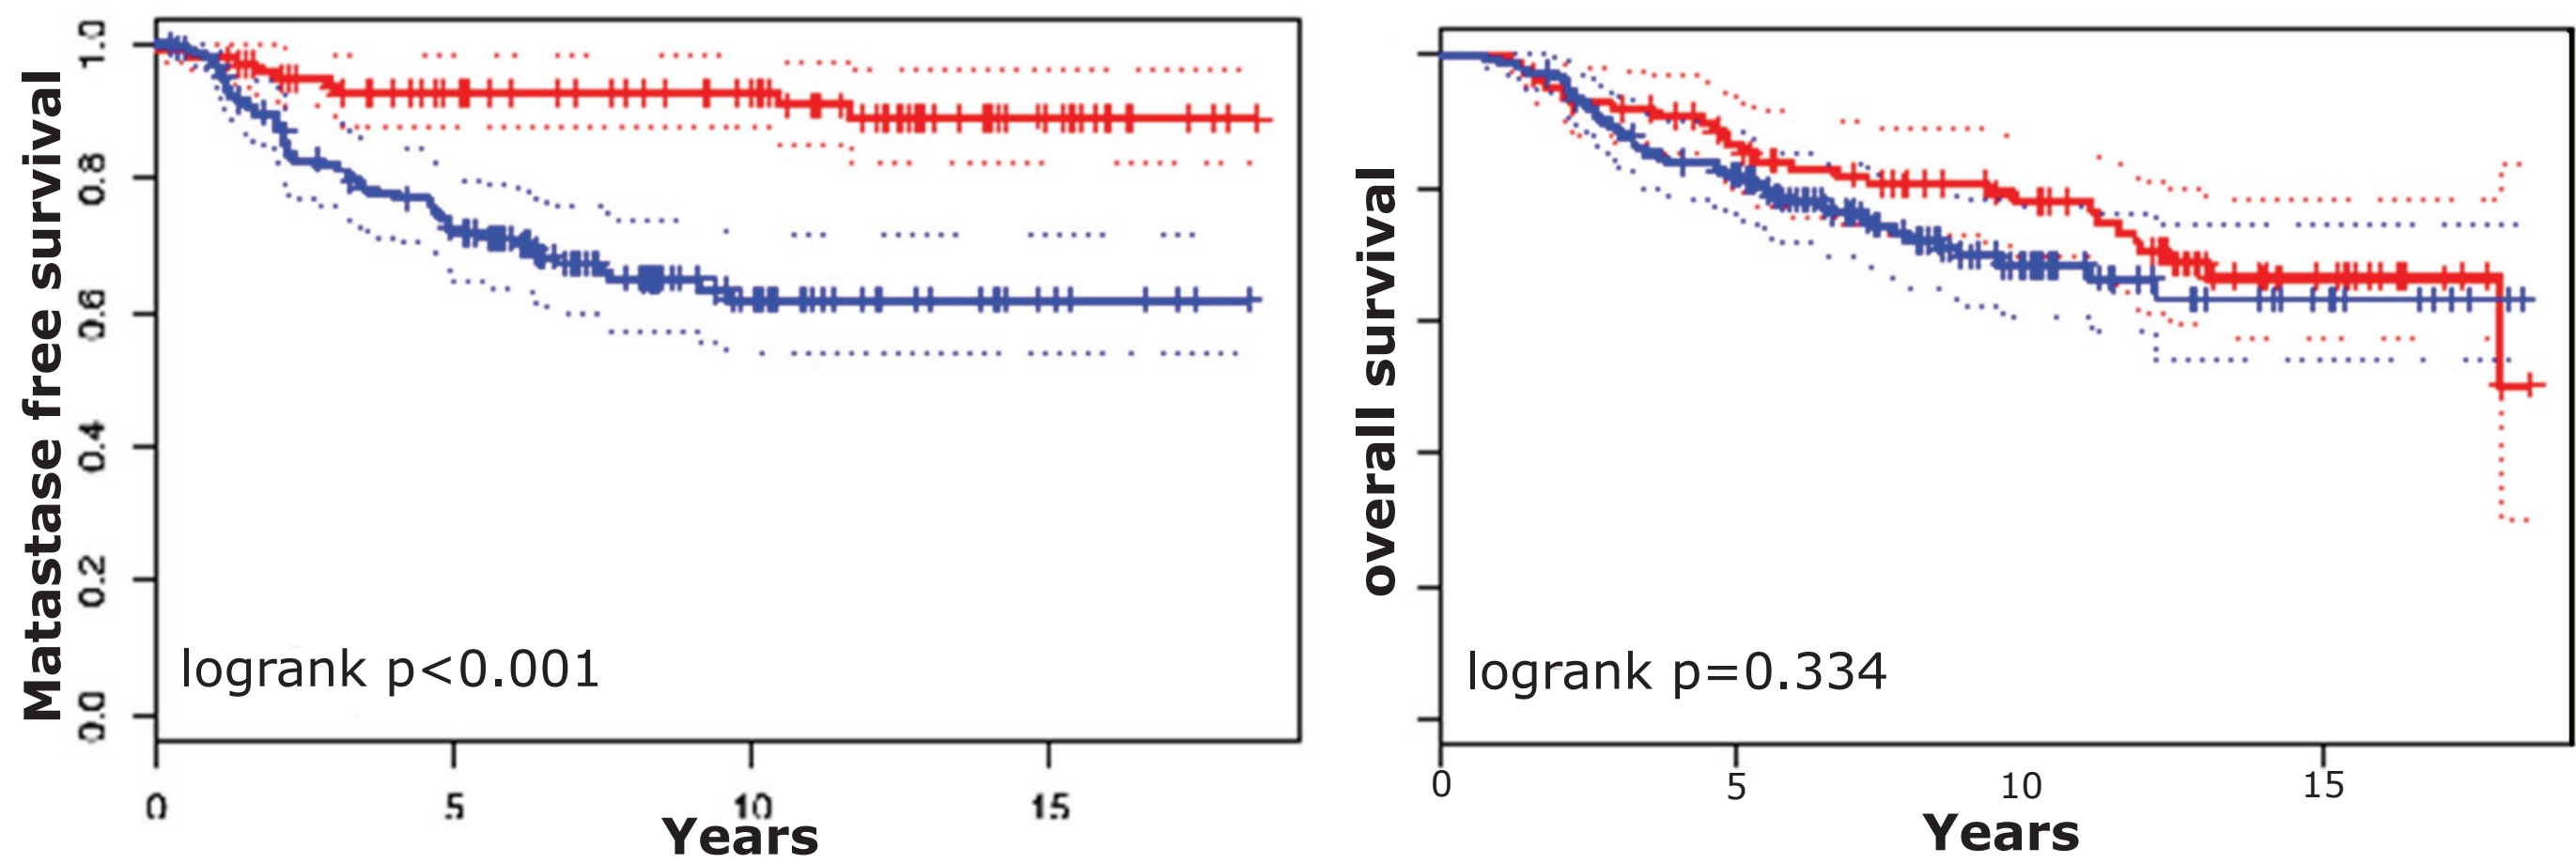 Matastase free survival
1.0
0.8
0.6
0.4
0.2
0.0
logrank p<0.001
0 5 10 15
Years
overall survival
logrank p=0.334
0 5 10 15
Years